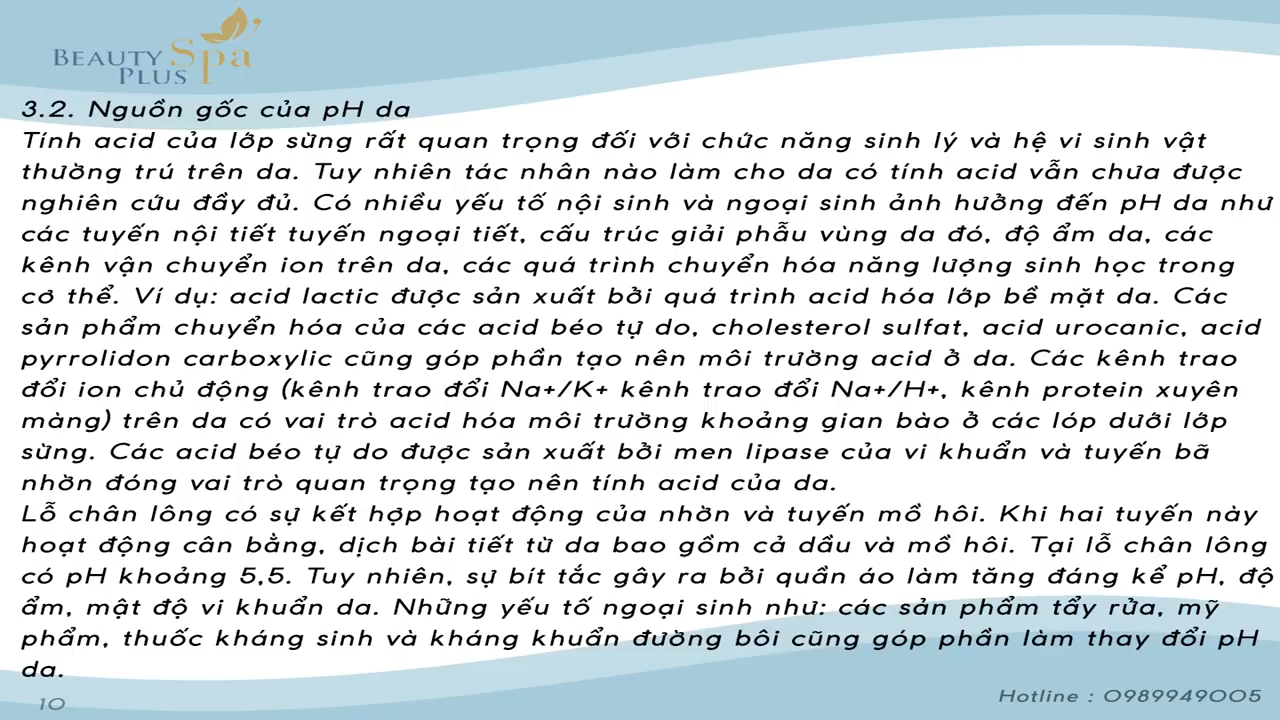 BEAUTY Spa
PLUS
3.2. Nguồn gốc của pH da
Tính acid của lớp sừng rất quan trọng đối với chức năng sinh lý và hệ vi sinh vật
thường trú trên da. Tuy nhiên tác nhân nào làm cho da có tính acid vẫn chưa được
nghiên cứu đầy đủ. Có nhiều yếu tố nội sinh và ngoại sinh ảnh hưởng đến pH da như
các tuyến nội tiết tuyến ngoại tiết, cấu trúc giải phẫu vùng da đó, độ ẩm da, các
kênh vận chuyển ion trên da, các quá trình chuyển hóa năng lượng sinh học trong
cơ thể. Ví dụ: acid lactic được sản xuất bởi quá trình acid hóa lớp bề mặt da. Các
sản phẩm chuyển hóa của các acid béo tự do, cholesterol sulfat, acid urocanic, acid
pyrrolidon carboxylic cũng góp phần tạo nên môi trường acid ở da. Các kênh trao
đổi ion chủ động (kênh trao đổi Na+/K+ kênh trao đổi Na+/H+, kênh protein xuyên
màng) trên da có vai trò acid hóa môi trường khoảng gian bào ở các lóp dưới lớp
sừng. Các acid béo tự do được sản xuất bởi men lipase của vi khuẩn và tuyến bã
nhờn đóng vai trò quan trọng tạo nên tính acid của da.
Lỗ chân lông có sự kết hợp hoạt động của nhờn và tuyến mồ hôi. Khi hai tuyến này
hoạt động cân bằng, dịch bài tiết từ da bao gồm cả dầu và mồ hôi. Tại lỗ chân lông
có pH khoảng 5,5. Tuy nhiên, sự bít tắc gây ra bởi quần áo làm tăng đáng kể pH, độ
ẩm, mật độ vi khuẩn da. Những yếu tố ngoại sinh như: các sản phẩm tẩy rửa, mỹ
phẩm, thuốc kháng sinh và kháng khuẩn đường bôi cũng góp phần làm thay đổi pH
da.
10
Hotline : 0989949005